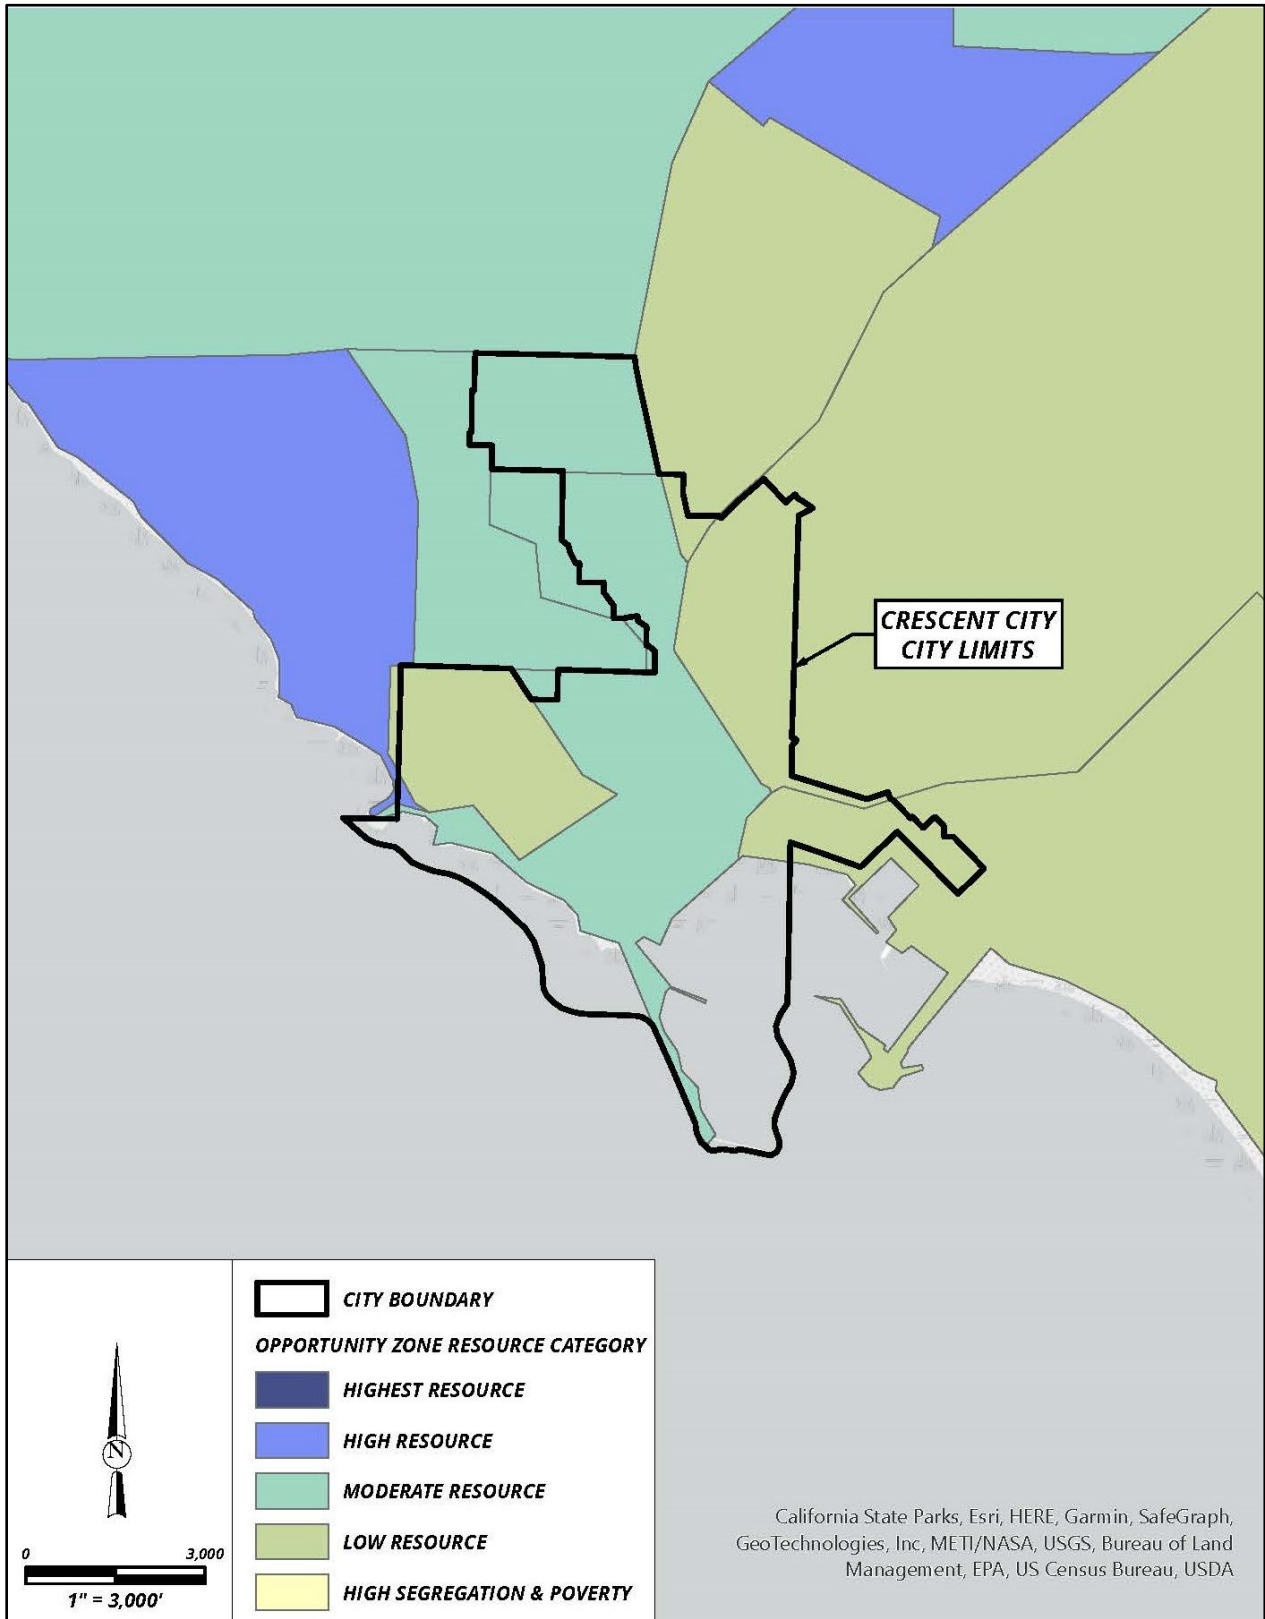 CRESCENT CITY
CITY LIMITS
CITY BOUNDARY
OPPORTUNITY ZONE RESOURCE CATEGORY
HIGHEST RESOURCE
HIGH RESOURCE
MODERATE RESOURCE
LOW RESOURCE
HIGH SEGREGATION & POVERTY
N
0 3,000
1" = 3,000'
California State Parks, Esri, HERE, Garmin, SafeGraph,
GeoTechnologies, Inc, METI/NASA, USGS, Bureau of Land
Management, EPA, US Census Bureau, USDA